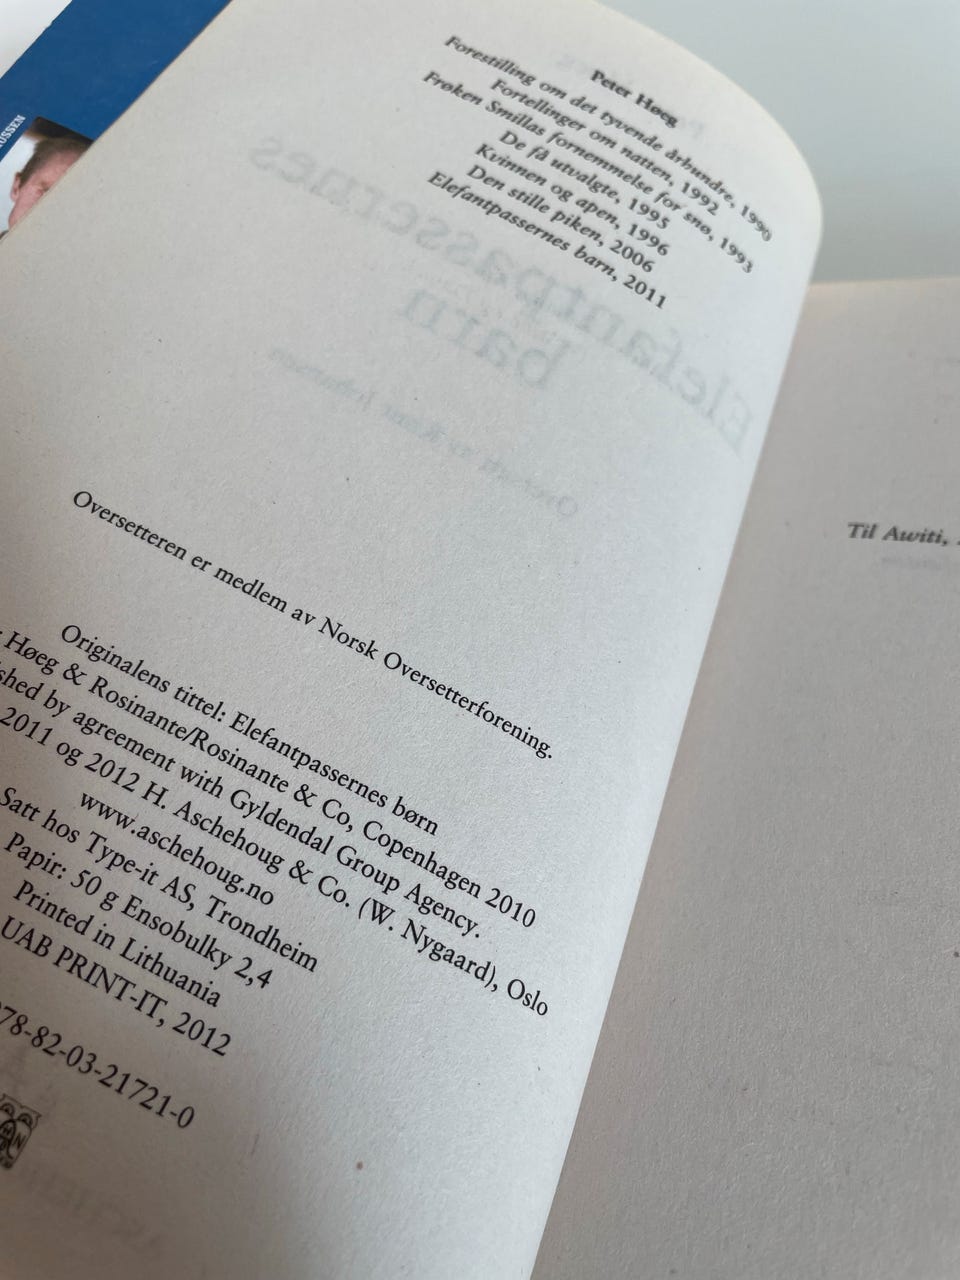 USSEN
Peter Høeg
Forestilling om det tyvende århundre, 1990
Fortellinger om natten, 1992
Frøken Smillas fornemmelse for snø, 1993
De få utvalgte, 1995
Kvinnen og apen, 1996
Den stille piken, 2006
Elefantpassernes barn, 2011
Elefantpassernes
barn
Oversetteren er medlem av Norsk Oversetterforening.
Originalens tittel: Elefantpassernes børn
Høeg & Rosinante/Rosinante & Co, Copenhagen 2010
shed by agreement with Gyldendal Group Agency.
2011 og 2012 H. Aschehoug & Co. (W. Nygaard), Oslo
www.aschehoug.no
Satt hos Type-it AS, Trondheim
Papir: 50 g Ensobulky 2,4
Printed in Lithuania
UAB PRINT-IT, 2012
78-82-03-21721-0
Til Awiti,